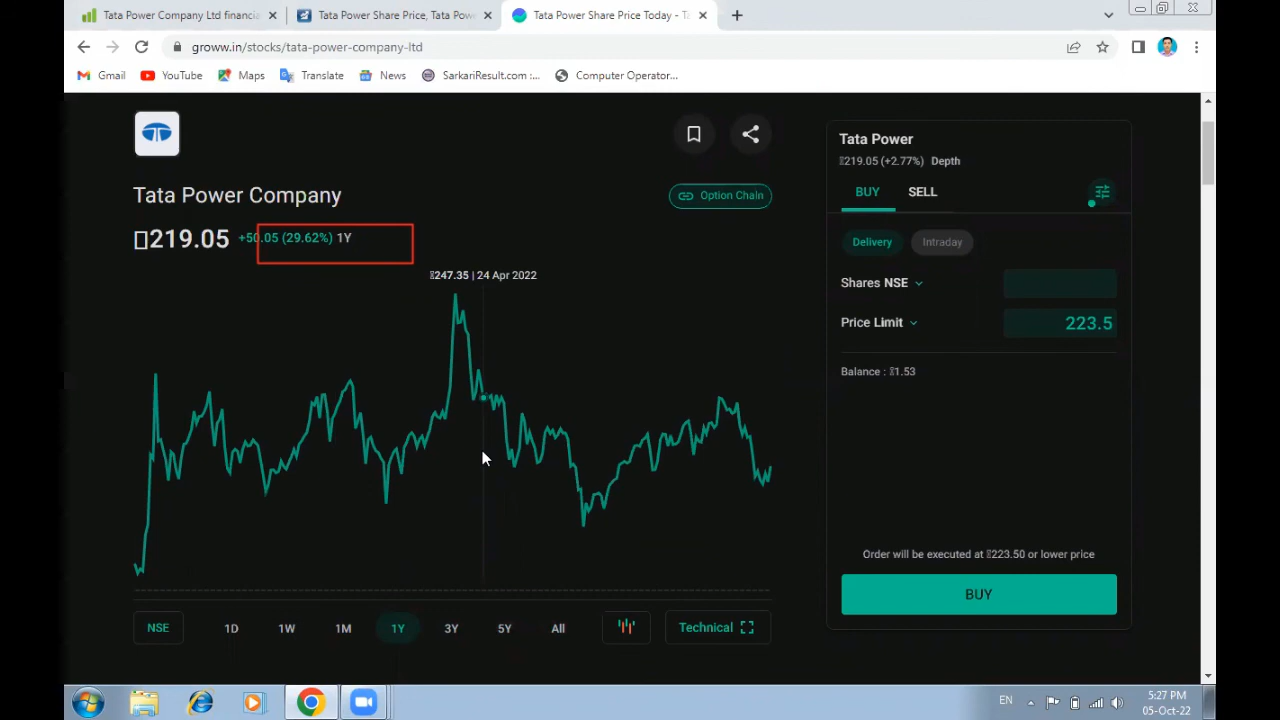 Tata Power Company Ltd financia
Tata Power Share Price, Tata Pow
Tata Power Share Price Today - Ta
groww.in/stocks/tata-power-company-ltd
Gmail YouTube Maps Translate News SarkariResult.com :... Computer Operator...
Tata Power Company
Option Chain
219.05 +50.05 (29.62%) 1Y
247.35 | 24 Apr 2022
NSE 1D 1W 1M 1Y 3Y 5Y All Technical
Tata Power
219.05 (+2.77%) Depth
BUY SELL
Delivery Intraday
Shares NSE
Price Limit 223.5
Balance : 1.53
Order will be executed at 223.50 or lower price
BUY
EN 5:27 PM
05-Oct-22